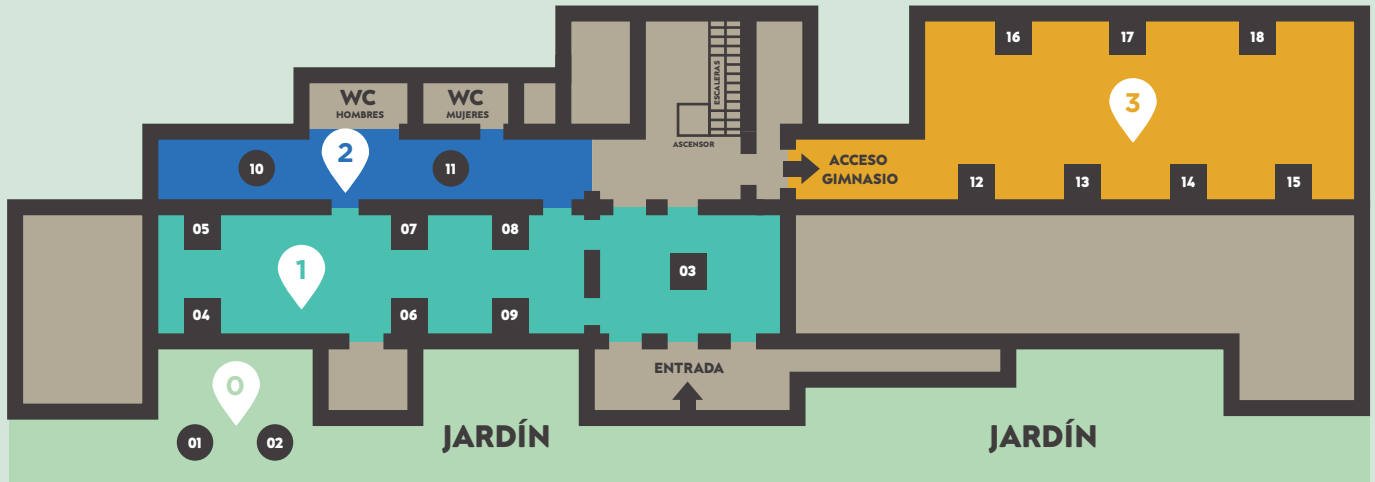 16
17
18
WC
HOMBRES
WC
MUJERES
ESCALERAS
3
ASCENSOR
2
10
11
ACCESO
GIMNASIO
12
13
14
15
05
07
08
1
03
04
06
09
0
ENTRADA
01
02
JARDÍN
JARDÍN